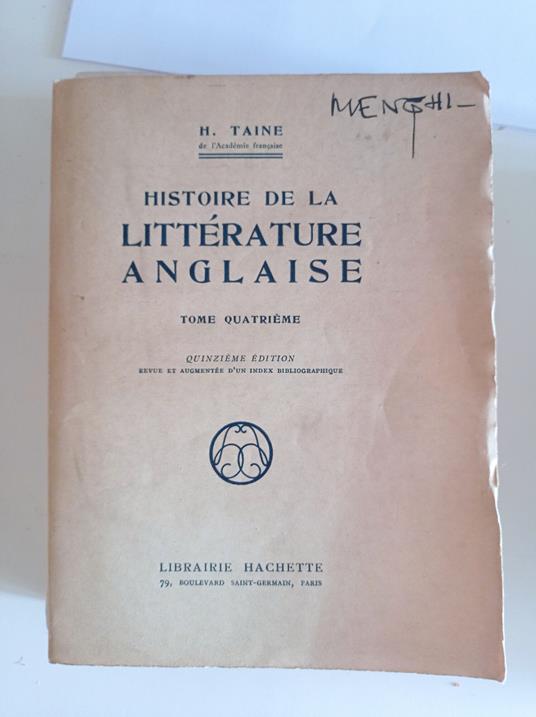 MENGHI
H. TAINE
de l'Académie française
HISTOIRE DE LA
LITTÉRATURE
ANGLAISE
TOME QUATRIÈME
QUINZIÈME ÉDITION
REVUE ET AUGMENTÉE D'UN INDEX BIBLIOGRAPHIQUE
LIBRAIRIE HACHETTE
79, BOULEVARD SAINT-GERMAIN, PARIS